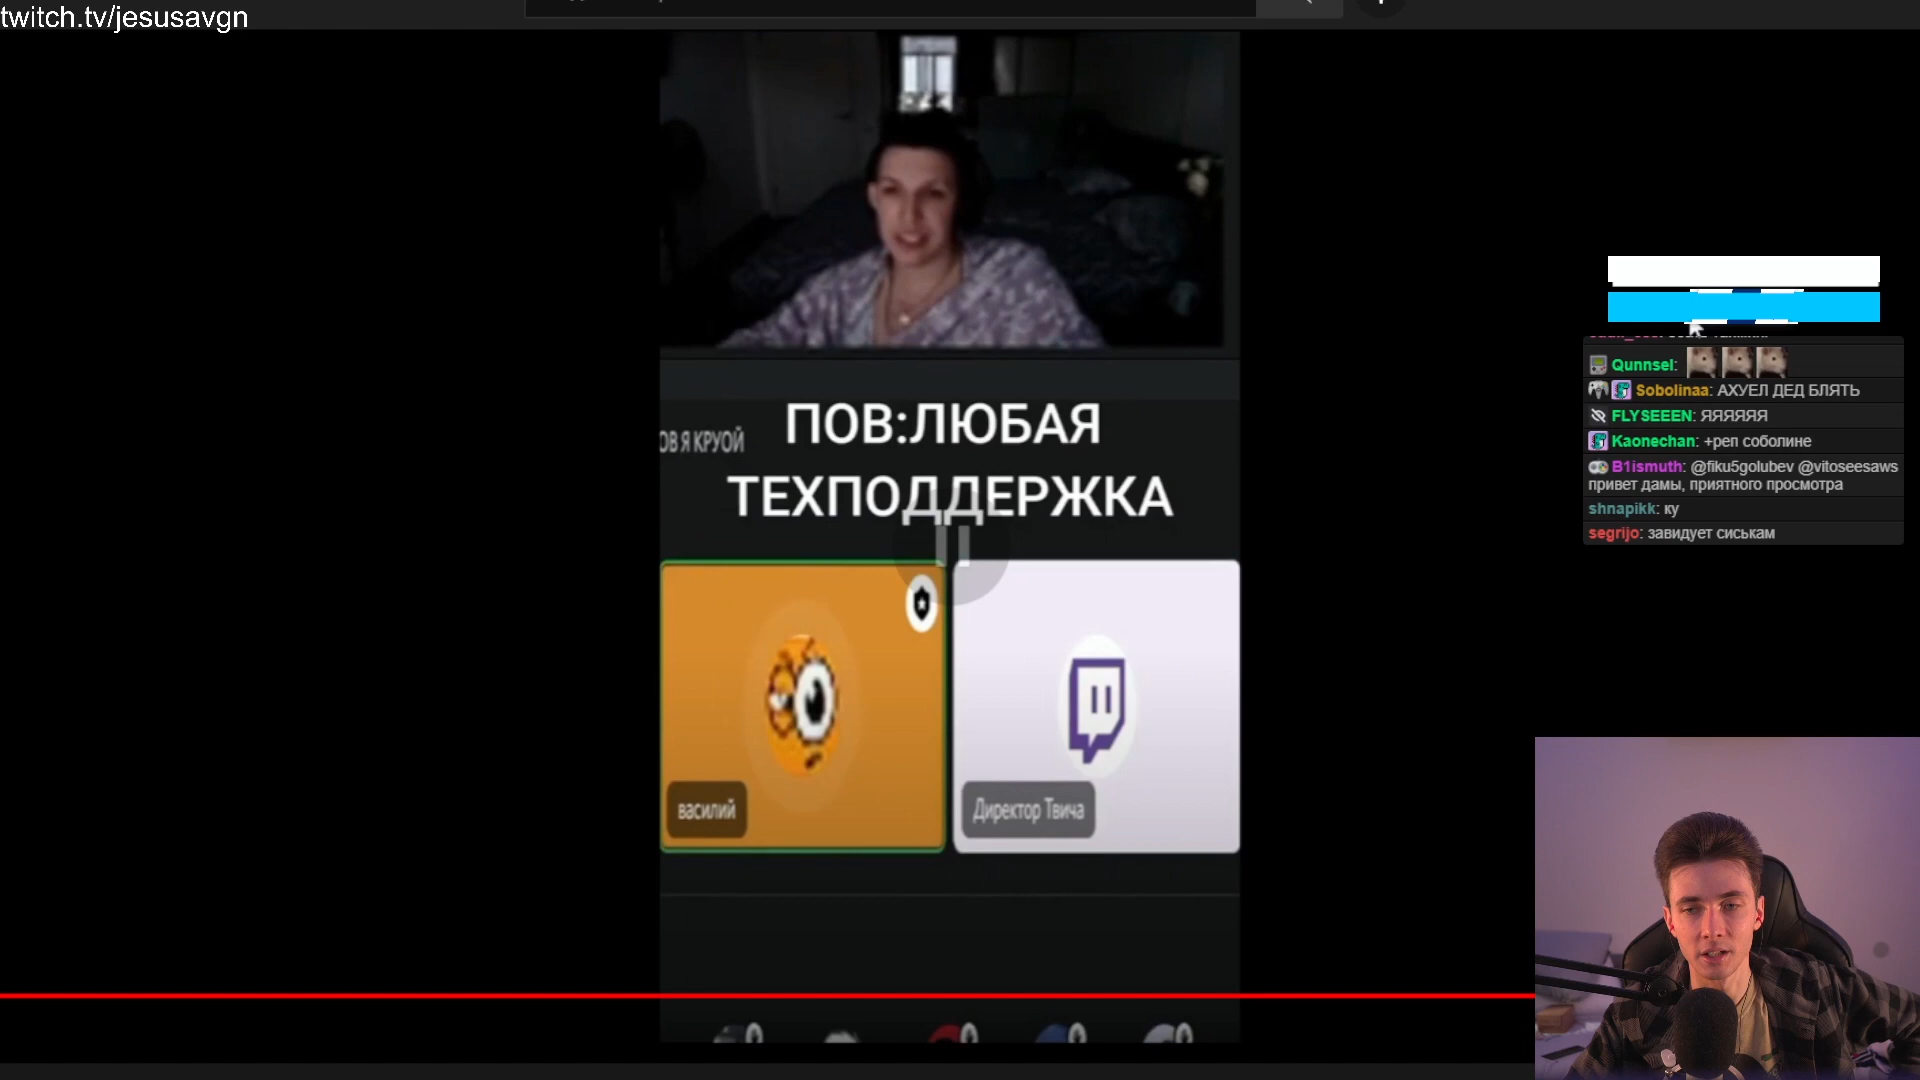 twitch.tv/jesusavgn
ОВ Я КРУОЙ
ПОВ:ЛЮБАЯ
ТЕХПОДДЕРЖКА
василий
Директор Твича
Qunnsel:
Sobolinaa: АХУЕЛ ДЕД БЛЯТЬ
FLYSEEEN: ЯЯЯЯЯЯ
Kaonechan: +реп соболине
B1ismuth: @fiku5golubev @vitoseesaws
привет дамы, приятного просмотра
shnapikk: ку
segrijo: завидует сиськам